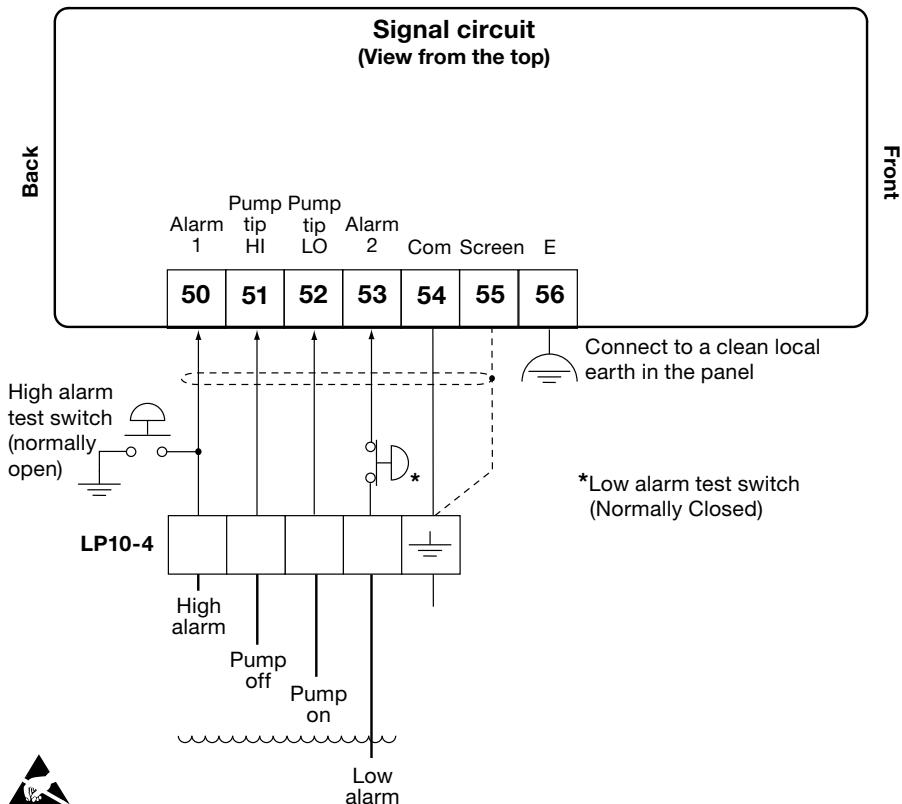 Signal circuit
(View from the top)
Back
Front
Alarm
1
Pump
tip
HI
Pump
tip
LO
Alarm
2
Com
Screen
E
50
51
52
53
54
55
56
Connect to a clean local
earth in the panel
High alarm
test switch
(normally
open)
*
*Low alarm test switch
(Normally Closed)
LP10-4
High
alarm
Pump
off
Pump
on
Low
alarm